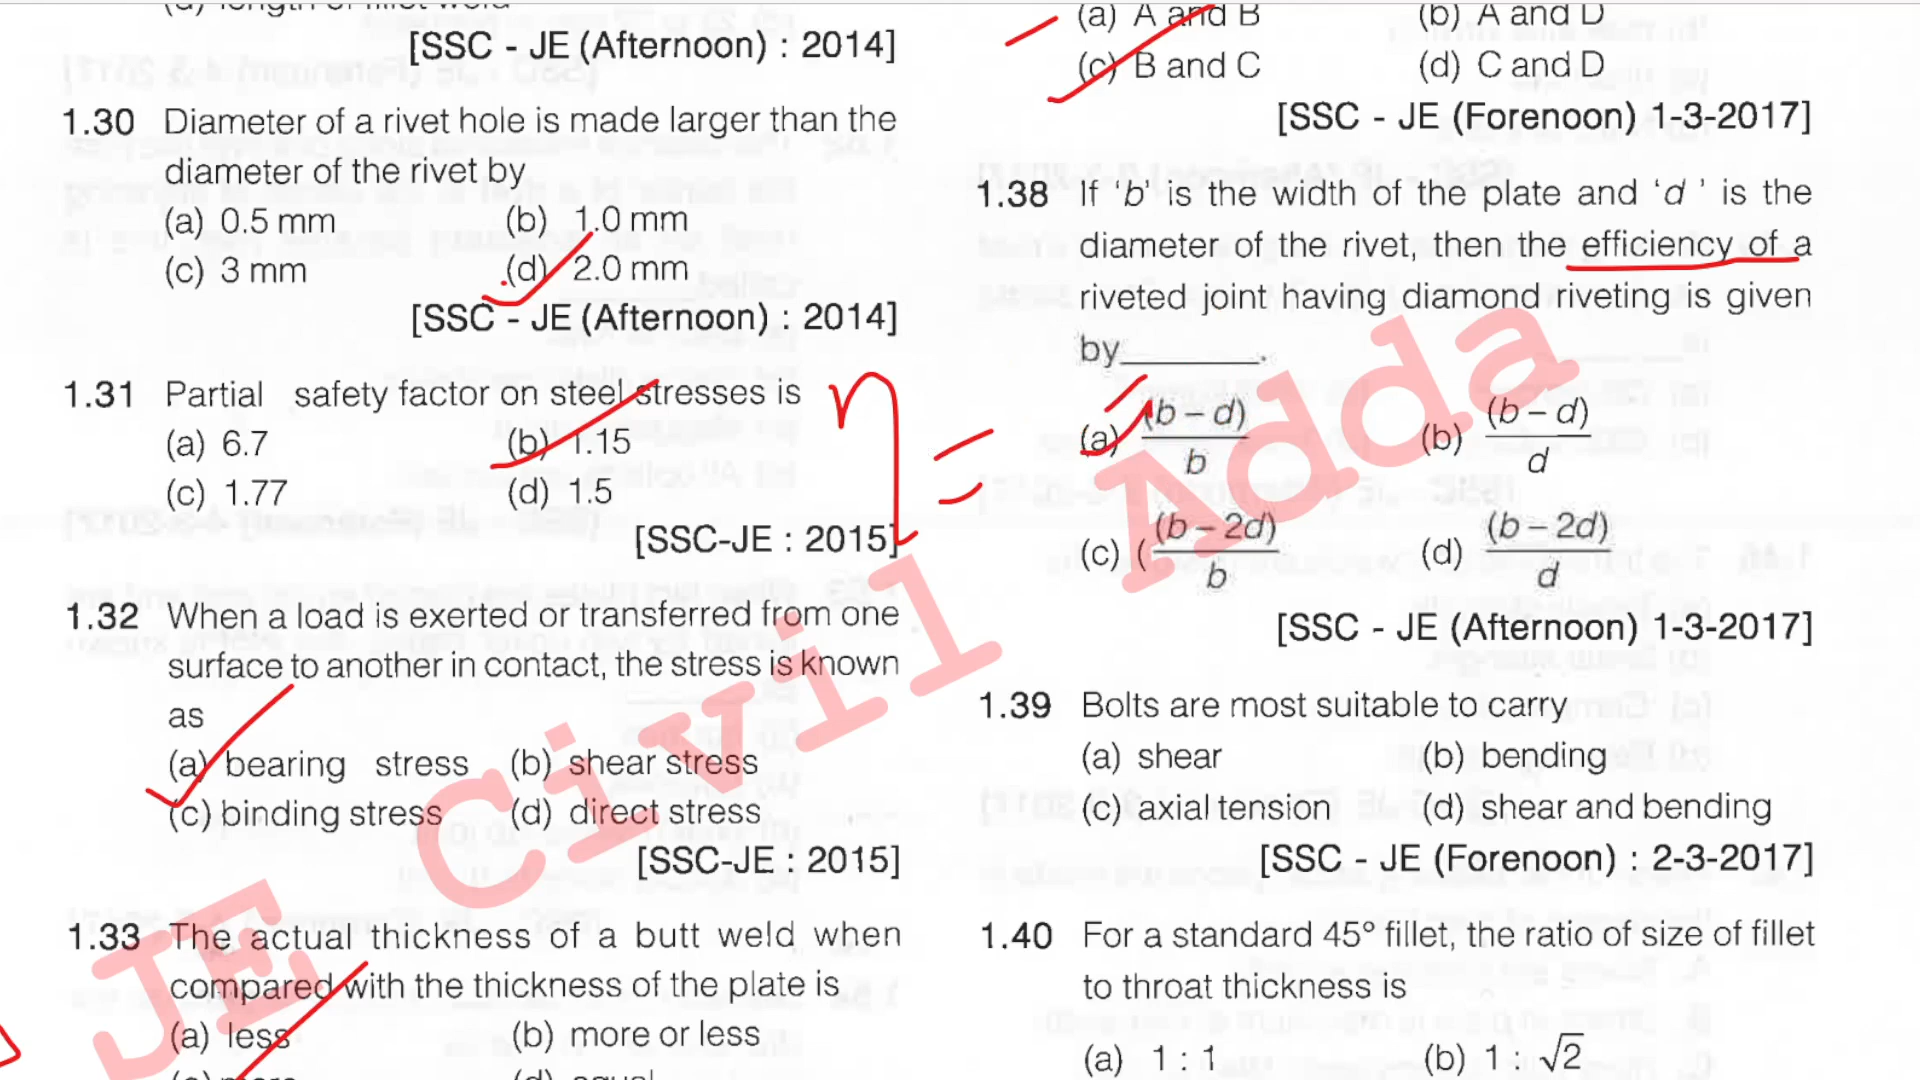 [SSC - JE (Afternoon) : 2014]
1.30 Diameter of a rivet hole is made larger than the
diameter of the rivet by
(a) 0.5 mm (b) 1.0 mm
(c) 3 mm (d) 2.0 mm
[SSC - JE (Afternoon) : 2014]
1.31 Partial safety factor on steel stresses is
(a) 6.7 (b) 1.15
(c) 1.77 (d) 1.5
[SSC-JE : 2015]
1.32 When a load is exerted or transferred from one
surface to another in contact, the stress is known
as
(a) bearing stress (b) shear stress
(c) binding stress (d) direct stress
[SSC-JE : 2015]
1.33 The actual thickness of a butt weld when
compared with the thickness of the plate is
(a) less (b) more or less
(a) A and B (b) A and D
(c) B and C (d) C and D
[SSC - JE (Forenoon) 1-3-2017]
1.38 If ‘b’ is the width of the plate and ‘d ’ is the
diameter of the rivet, then the efficiency of a
riveted joint having diamond riveting is given
by_______.
(a) (b – d)/b (b) (b – d)/d
(c) ((b – 2d)/b (d) (b – 2d)/d
[SSC - JE (Afternoon) 1-3-2017]
1.39 Bolts are most suitable to carry
(a) shear (b) bending
(c) axial tension (d) shear and bending
[SSC - JE (Forenoon) : 2-3-2017]
1.40 For a standard 45° fillet, the ratio of size of fillet
to throat thickness is
(a) 1 : 1 (b) 1 : √2
JE Civil Adda
η =